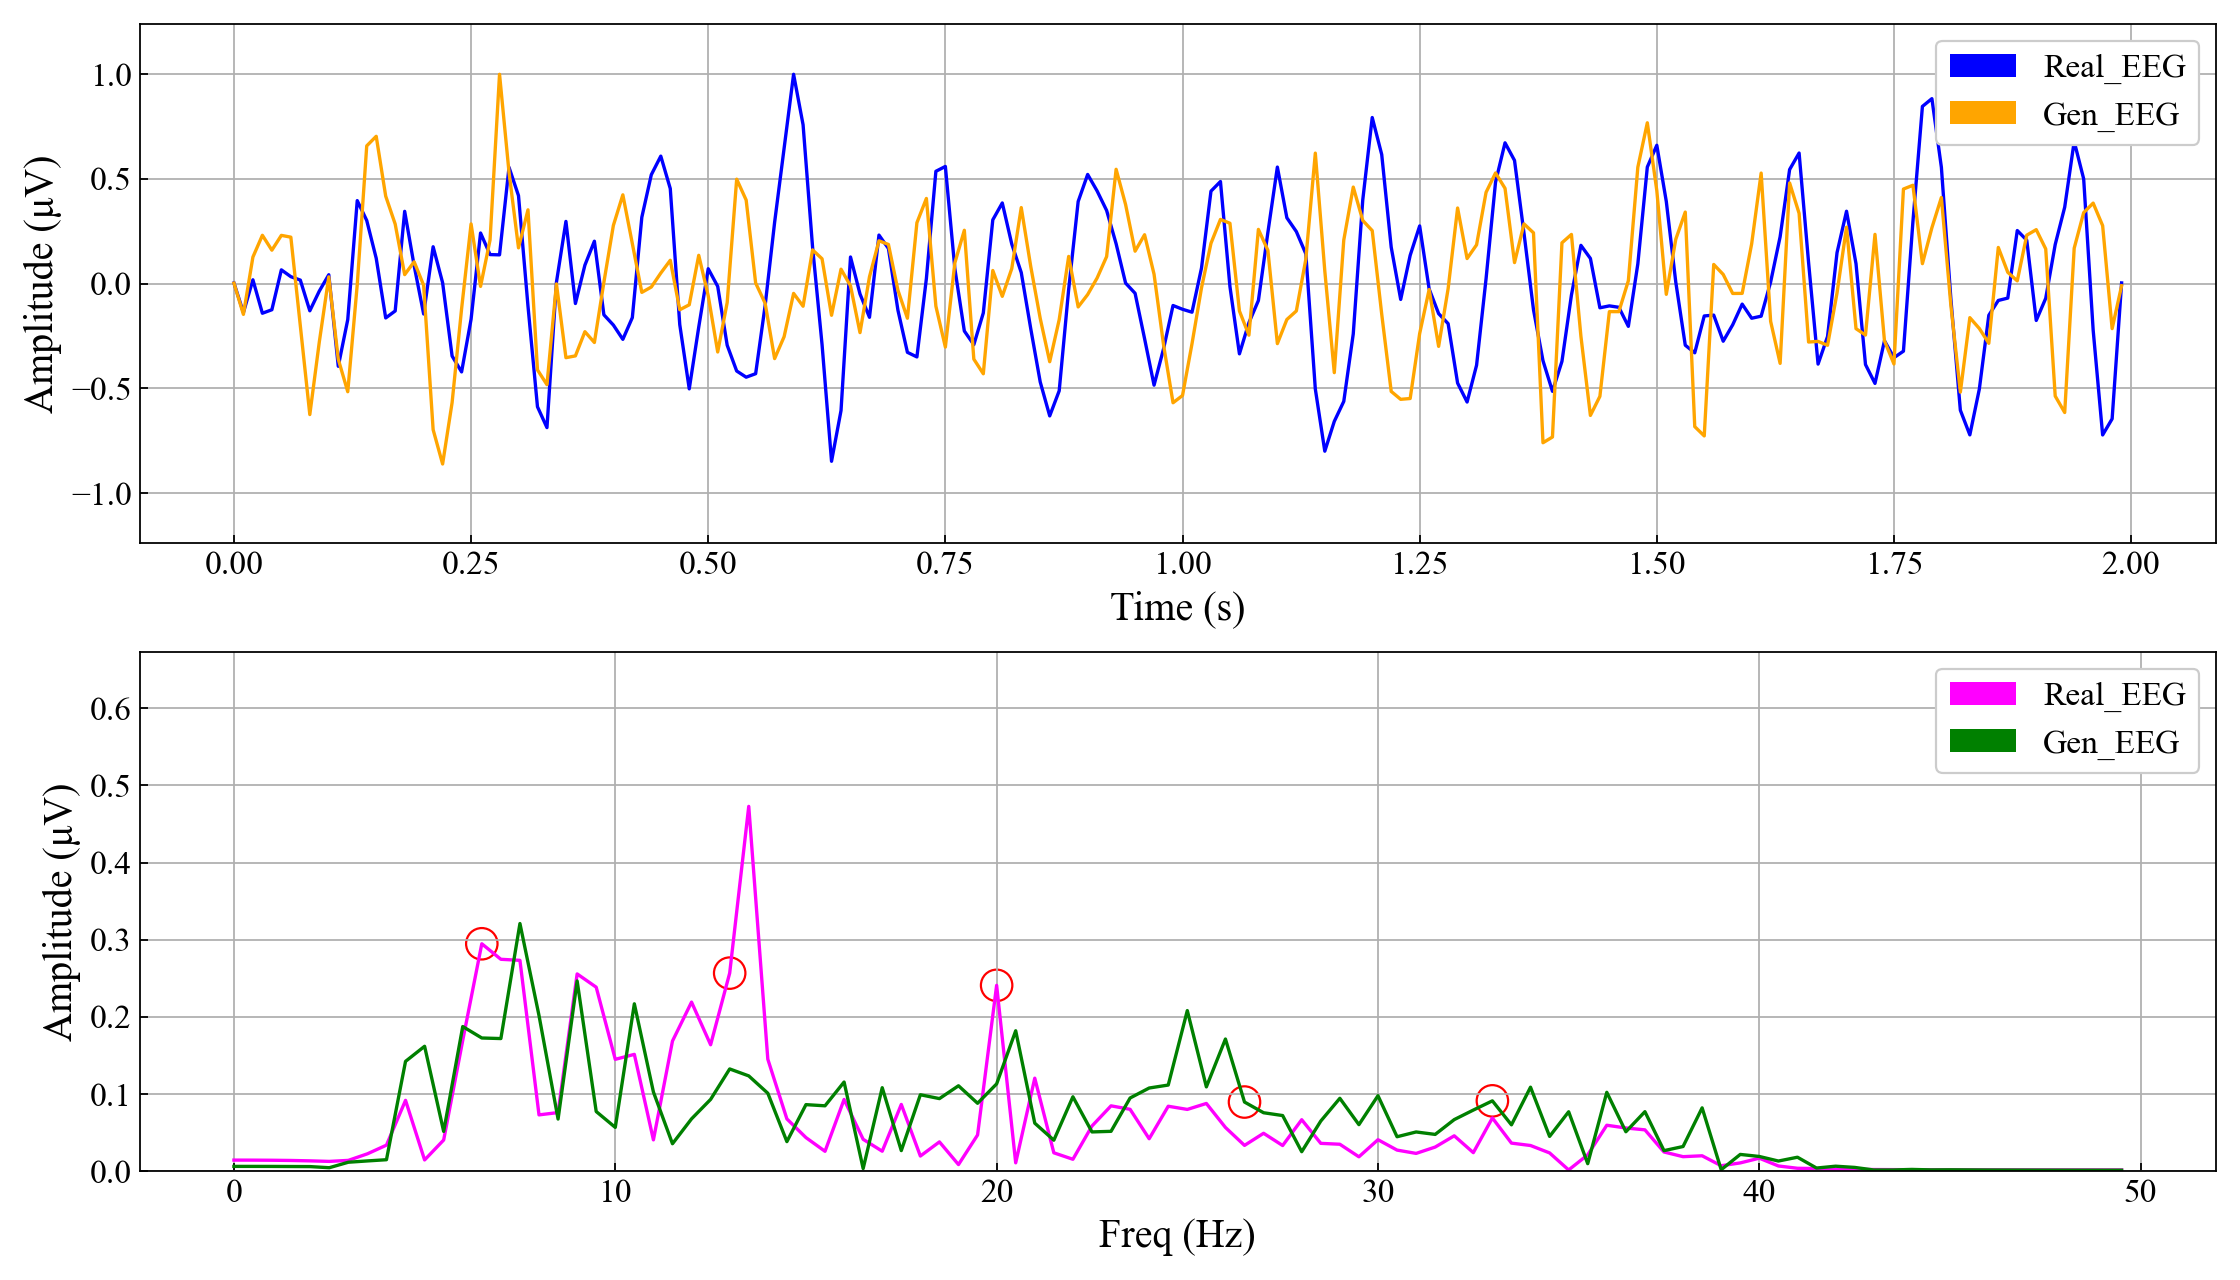 Amplitude (μV)
1.0
0.5
0.0
−0.5
−1.0
Real_EEG
Gen_EEG
0.00 0.25 0.50 0.75 1.00 1.25 1.50 1.75 2.00
Time (s)
Amplitude (μV)
0.6
0.5
0.4
0.3
0.2
0.1
0.0
Real_EEG
Gen_EEG
0 10 20 30 40 50
Freq (Hz)